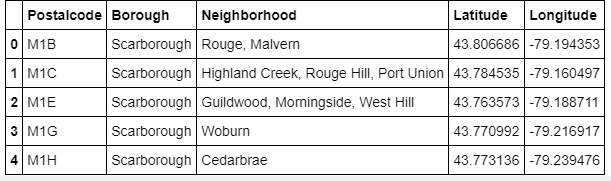 Postalcode Borough Neighborhood Latitude Longitude
0 M1B Scarborough Rouge, Malvern 43.806686 -79.194353
1 M1C Scarborough Highland Creek, Rouge Hill, Port Union 43.784535 -79.160497
2 M1E Scarborough Guildwood, Morningside, West Hill 43.763573 -79.188711
3 M1G Scarborough Woburn 43.770992 -79.216917
4 M1H Scarborough Cedarbrae 43.773136 -79.239476